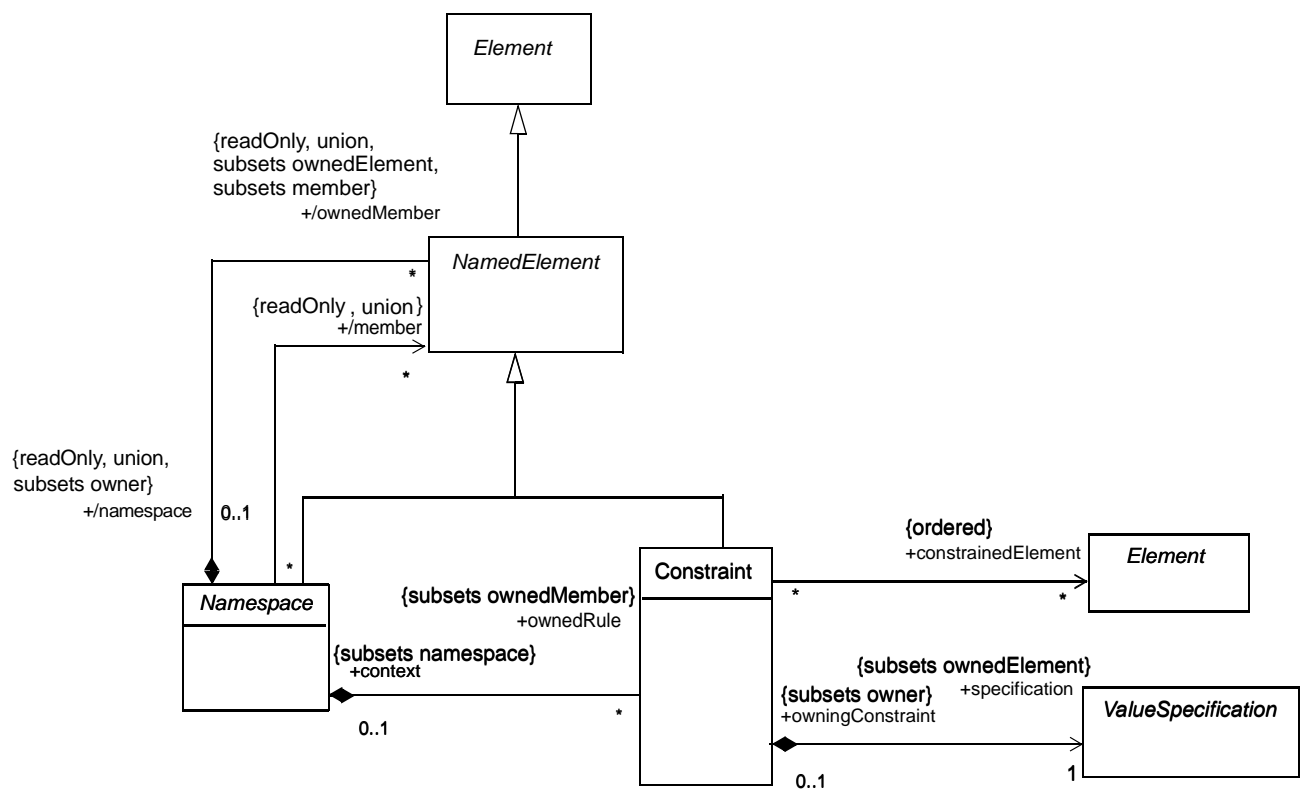 Element
{readOnly, union,
subsets ownedElement,
subsets member}
+/ownedMember
NamedElement
*
{readOnly , union}
+/member
*
{readOnly, union,
subsets owner}
+/namespace
0..1
*
Namespace
{subsets ownedMember}
+ownedRule
{subsets namespace}
+context
0..1
*
Constraint
{ordered}
+constrainedElement
*
*
Element
{subsets ownedElement}
+specification
{subsets owner}
+owningConstraint
0..1
1
ValueSpecification